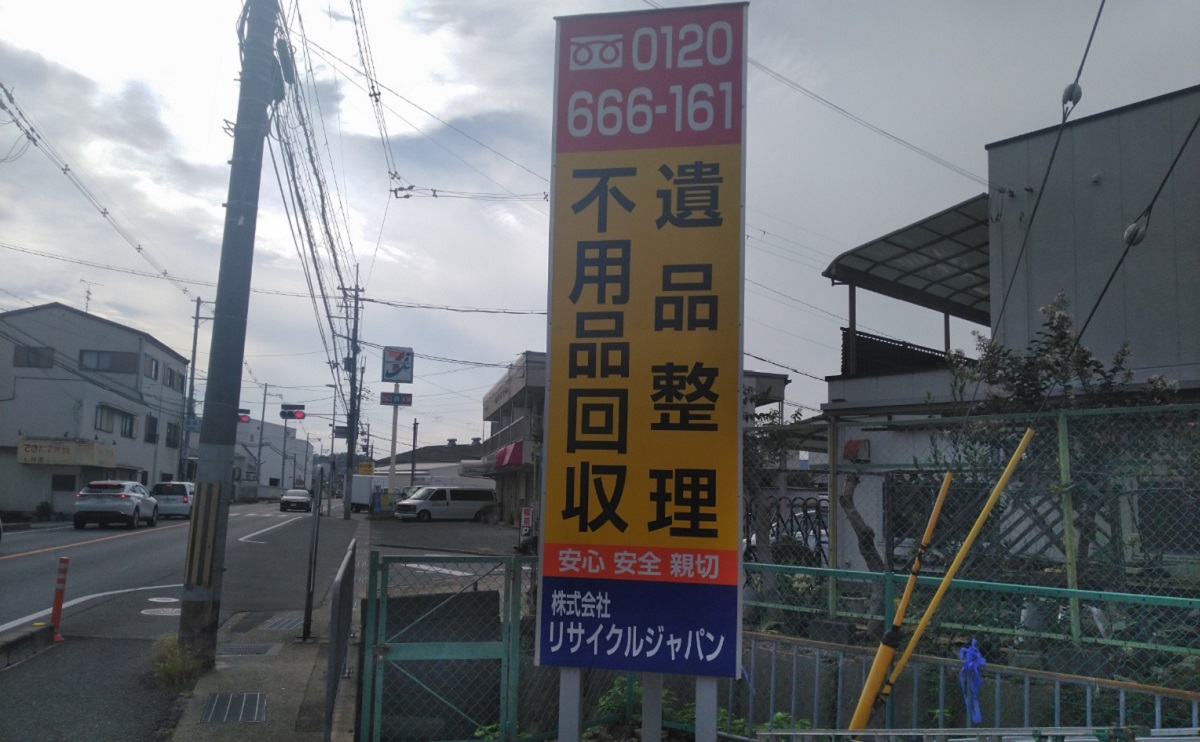 0120
666-161
遺品整理
不用品回収
安心 安全 親切
株式会社
リサイクルジャパン